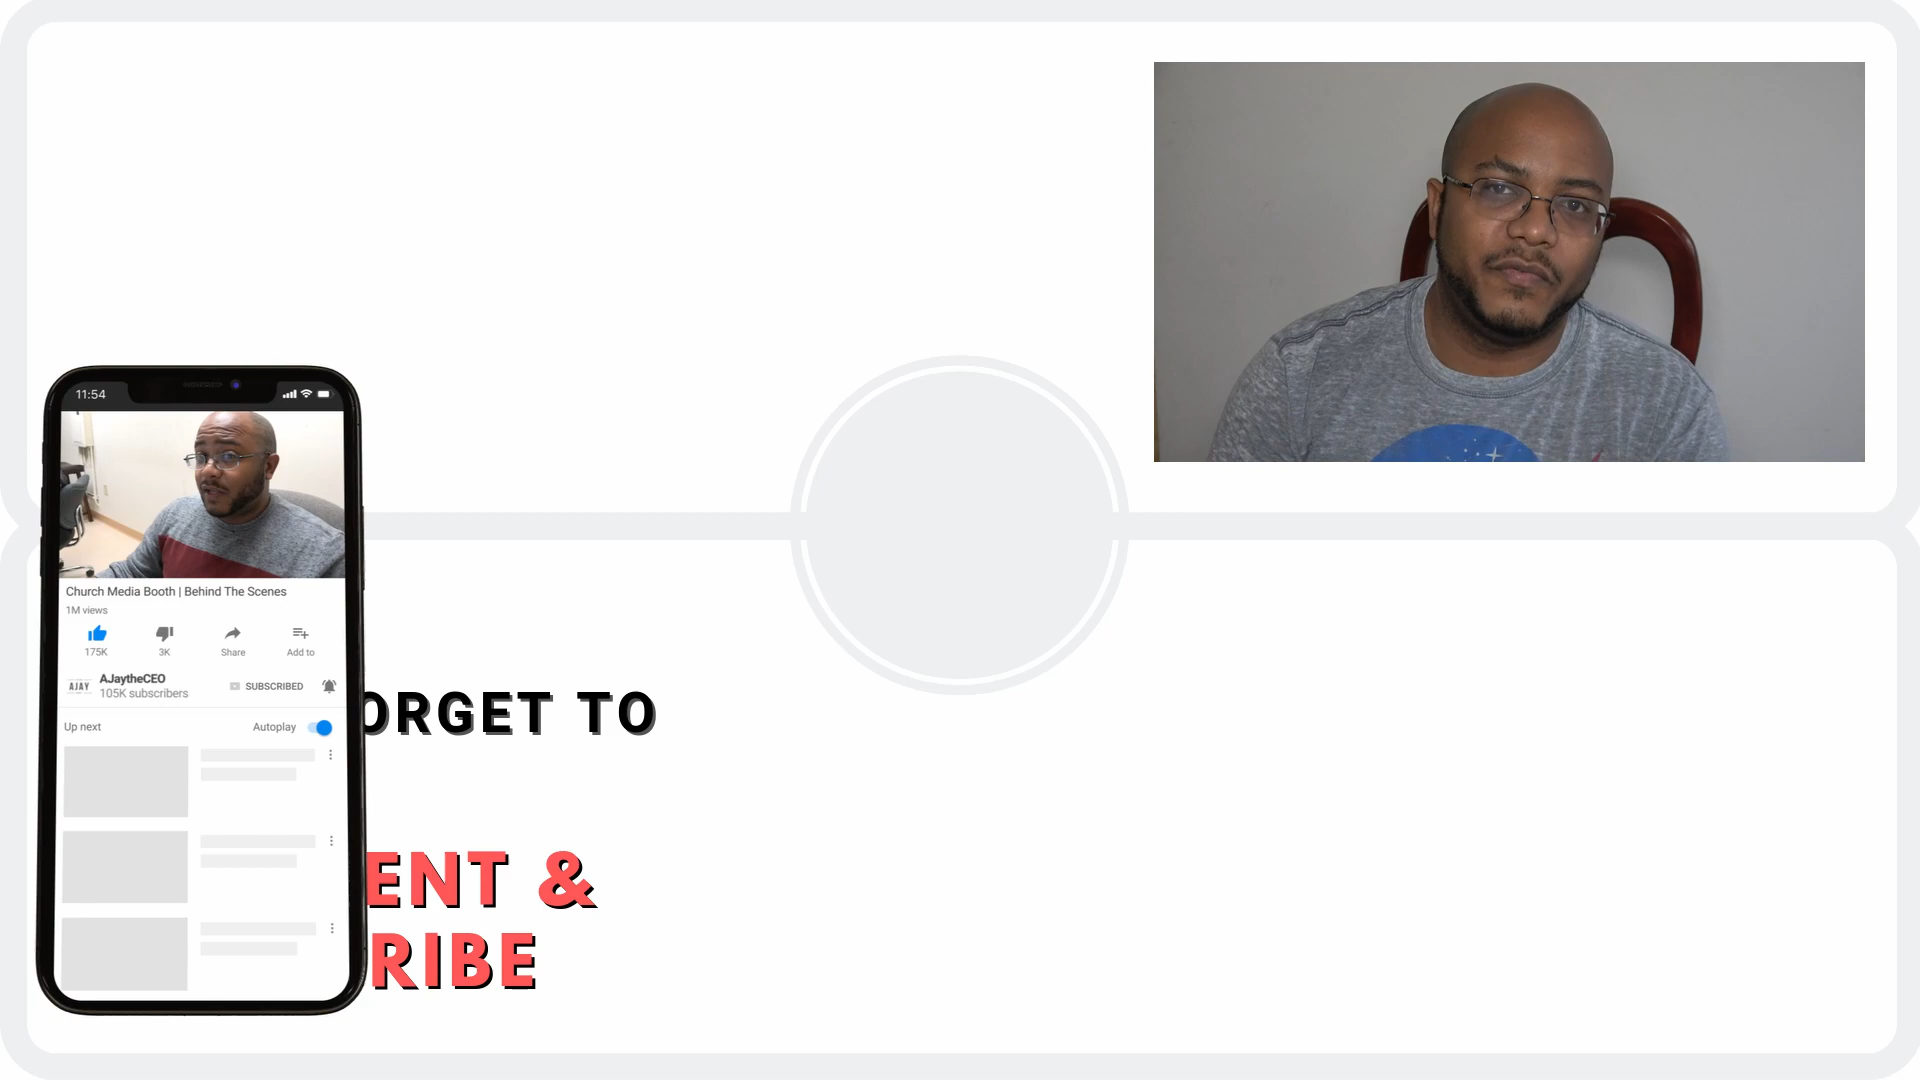 11:54
Church Media Booth | Behind The Scenes
1M views
175K
3K
Share
Add to
AJAY
AJaytheCEO
105K subscribers
SUBSCRIBED
Up next
Autoplay
ORGET TO
ENT &
RIBE